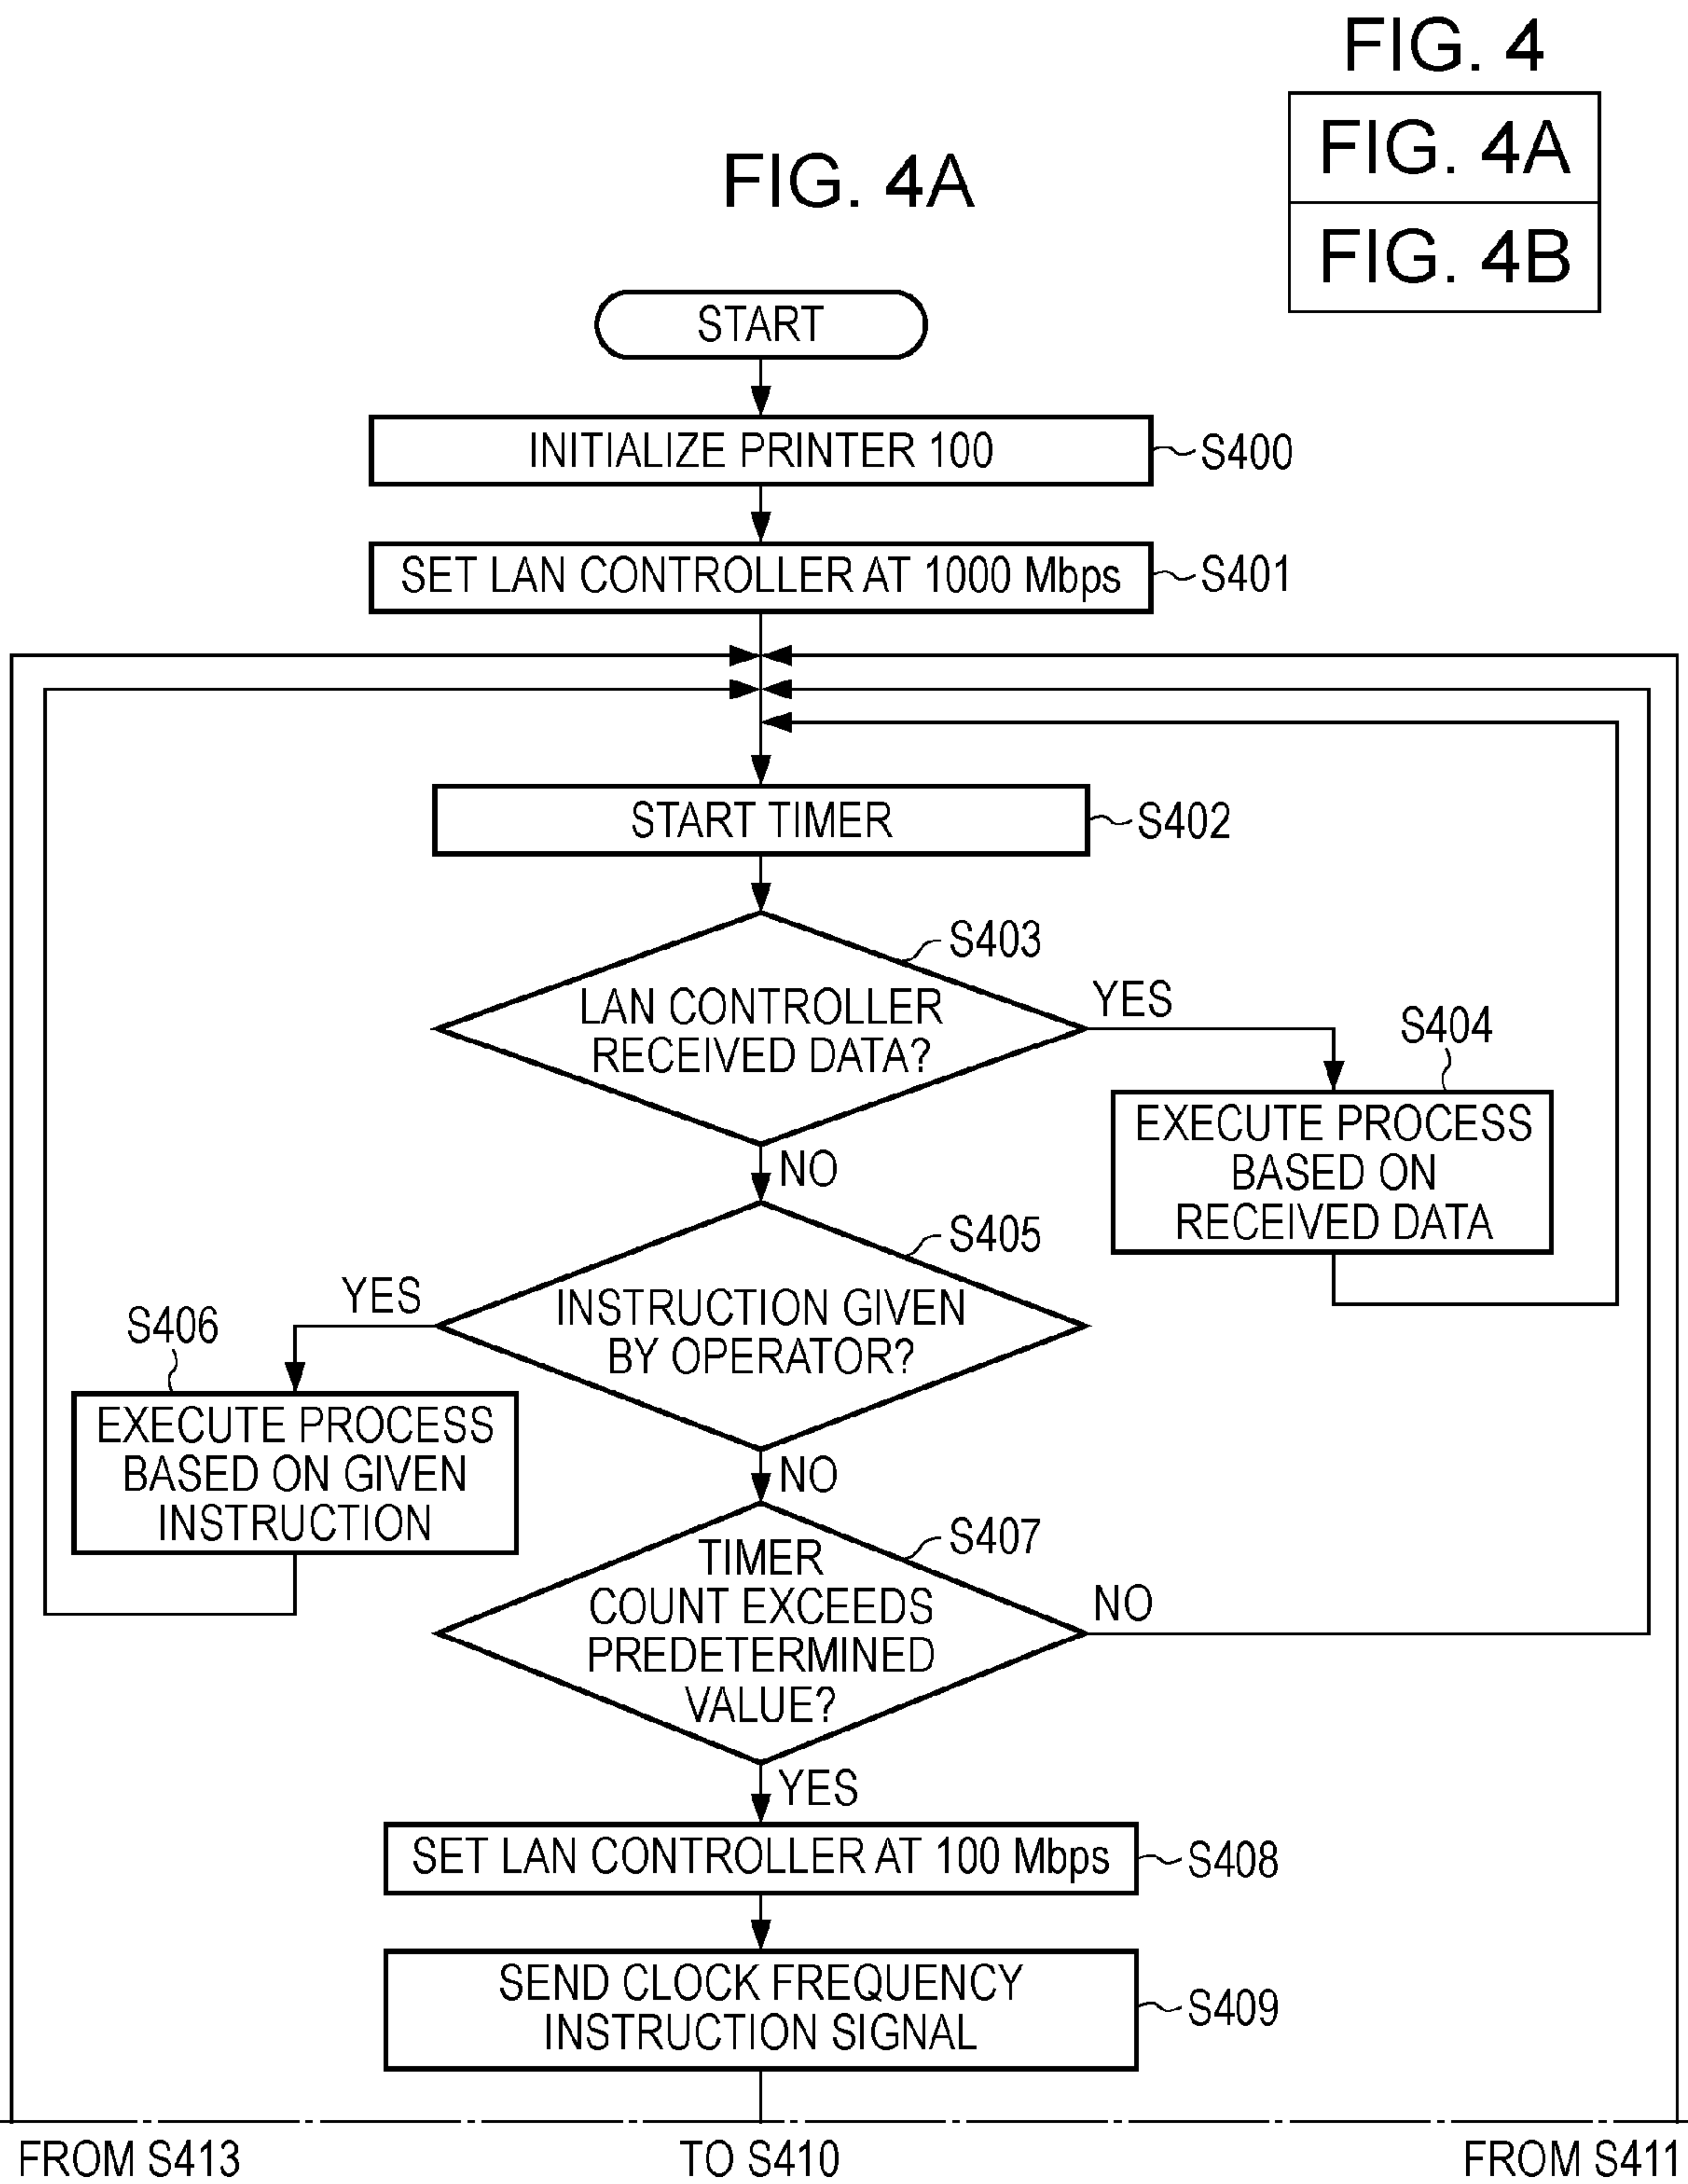 FIG. 4
FIG. 4A
FIG. 4B
FIG. 4A
START
INITIALIZE PRINTER 100
S400
SET LAN CONTROLLER AT 1000 Mbps
S401
START TIMER
S402
S403
LAN CONTROLLER
RECEIVED DATA?
YES
NO
S404
EXECUTE PROCESS
BASED ON
RECEIVED DATA
S405
INSTRUCTION GIVEN
BY OPERATOR?
YES
NO
S406
EXECUTE PROCESS
BASED ON GIVEN
INSTRUCTION
S407
TIMER
COUNT EXCEEDS
PREDETERMINED
VALUE?
NO
YES
SET LAN CONTROLLER AT 100 Mbps
S408
SEND CLOCK FREQUENCY
INSTRUCTION SIGNAL
S409
FROM S413
TO S410
FROM S411